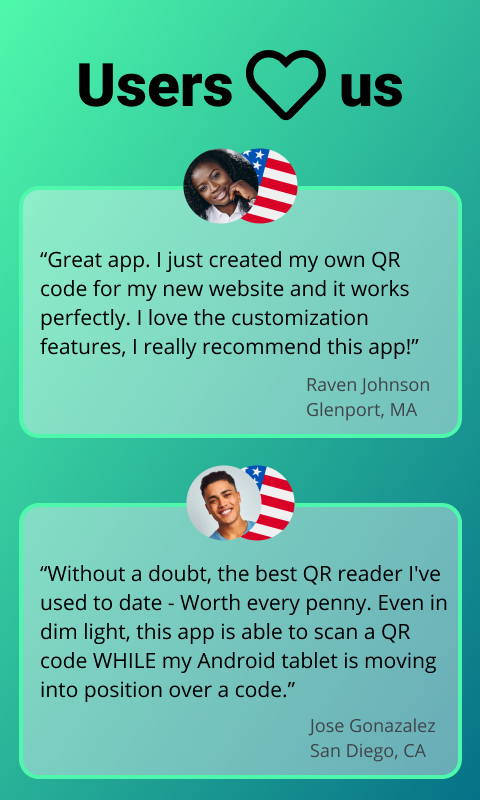 Users us
“Great app. I just created my own QR
code for my new website and it works
perfectly. I love the customization
features, I really recommend this app!”
Raven Johnson
Glenport, MA
“Without a doubt, the best QR reader I've
used to date - Worth every penny. Even in
dim light, this app is able to scan a QR
code WHILE my Android tablet is moving
into position over a code.”
Jose Gonazalez
San Diego, CA